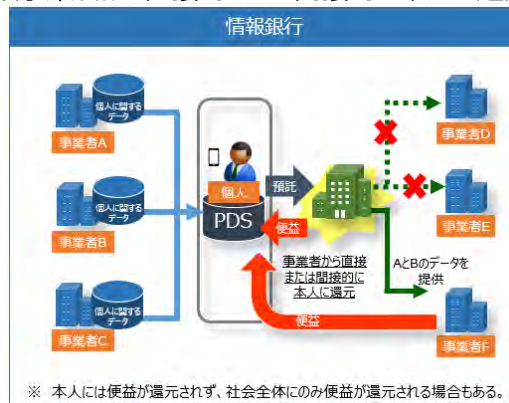 情報銀行
個人に関する
データ
事業者A
個人に関する
データ
事業者B
個人に関する
データ
事業者C
個人
PDS
預託
便益
事業者から直接
または間接的に
本人に還元
便益
事業者D
事業者E
AとBのデータを
提供
事業者F
※ 本人には便益が還元されず、社会全体にのみ便益が還元される場合もある。